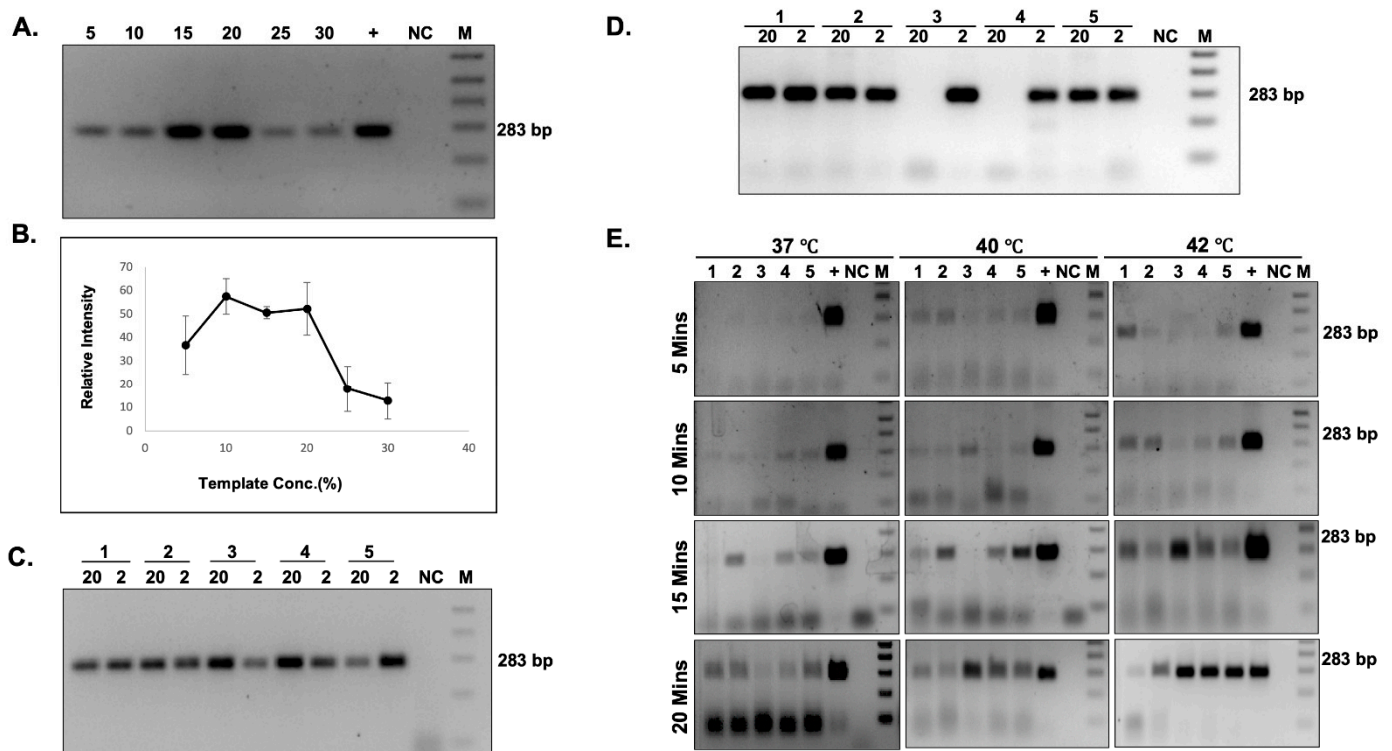 A.
5 10 15 20 25 30 + NC M
283 bp
B.
Relative Intensity
70
60
50
40
30
20
10
0
0 10 20 30 40
Template Conc.(%)
C.
1 2 3 4 5
20 2 20 2 20 2 20 2 20 2 NC M
283 bp
D.
1 2 3 4 5
20 2 20 2 20 2 20 2 20 2 NC M
283 bp
E.
37 ℃ 40 ℃ 42 ℃
1 2 3 4 5 + NC M 1 2 3 4 5 + NC M 1 2 3 4 5 + NC M
5 Mins
283 bp
10 Mins
283 bp
15 Mins
283 bp
20 Mins
283 bp